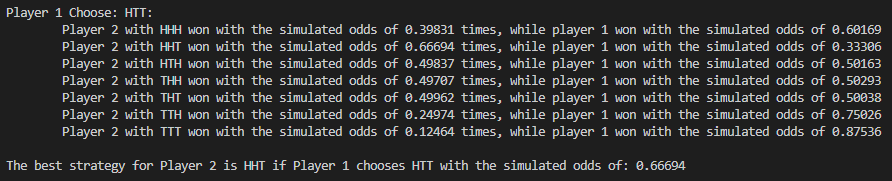 Player 1 Choose: HTT:
Player 2 with HHH won with the simulated odds of 0.39831 times, while player 1 won with the simulated odds of 0.60169
Player 2 with HHT won with the simulated odds of 0.66694 times, while player 1 won with the simulated odds of 0.33306
Player 2 with HTH won with the simulated odds of 0.49837 times, while player 1 won with the simulated odds of 0.50163
Player 2 with THH won with the simulated odds of 0.49707 times, while player 1 won with the simulated odds of 0.50293
Player 2 with THT won with the simulated odds of 0.49962 times, while player 1 won with the simulated odds of 0.50038
Player 2 with TTH won with the simulated odds of 0.24974 times, while player 1 won with the simulated odds of 0.75026
Player 2 with TTT won with the simulated odds of 0.12464 times, while player 1 won with the simulated odds of 0.87536
The best strategy for Player 2 is HHT if Player 1 chooses HTT with the simulated odds of: 0.66694